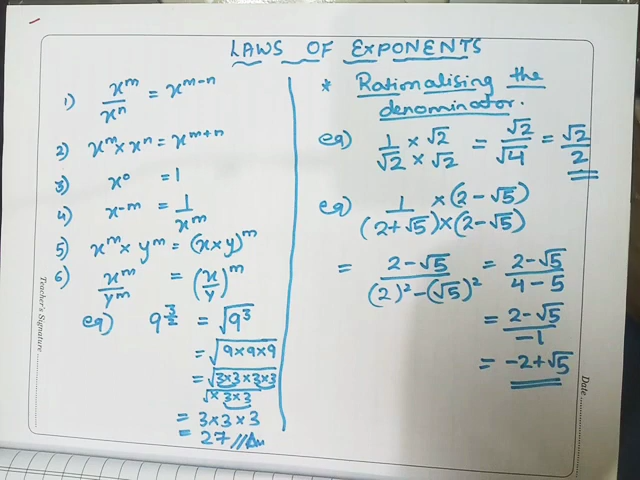 LAWS OF EXPONENTS
1) x^m/x^n = x^(m-n)
2) x^m × x^n = x^(m+n)
3) x^0 = 1
4) x^-m = 1/x^m
5) x^m × y^m = (x × y)^m
6) x^m/y^m = (x/y)^m
eg) 9^(3/2) = √9^3
= √9×9×9
= √3×3×3×3
√×3×3
= 3×3×3
= 27 // Ans
* Rationalising the
denominator.
eg) 1/√2 × √2/√2 = √2/√4 = √2/2
eg) 1/(2+√5) × (2-√5)/(2-√5)
= 2-√5/(2)²-(√5)² = 2-√5/4-5
= 2-√5/-1
= -2+√5
Teacher's Signature
Date